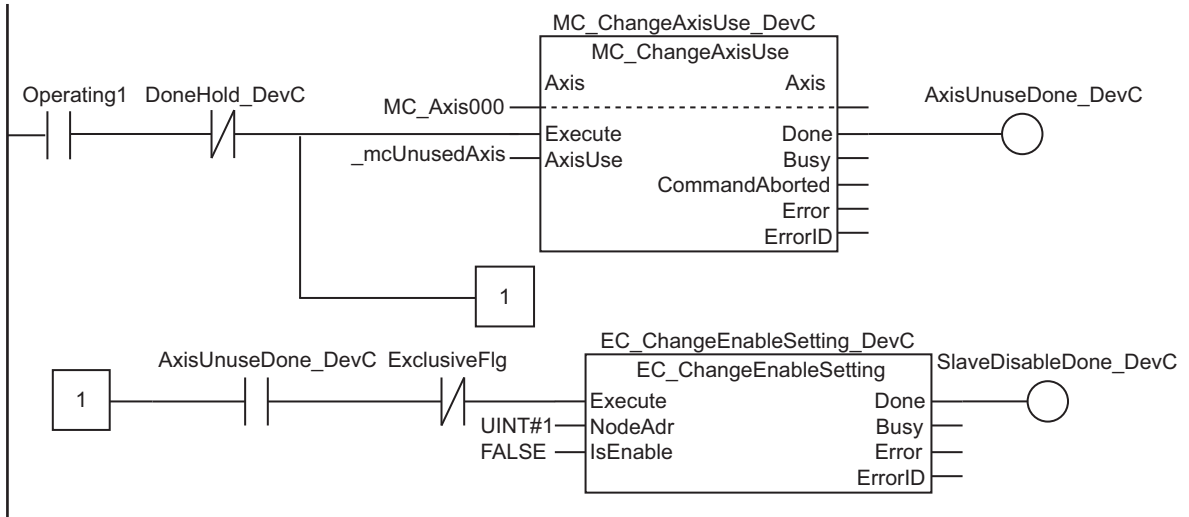 MC_ChangeAxisUse_DevC
MC_ChangeAxisUse
Operating1 DoneHold_DevC Axis Axis AxisUnuseDone_DevC
MC_Axis000
Execute Done
_mcUnusedAxis AxisUse Busy
CommandAborted
Error
ErrorID
1
EC_ChangeEnableSetting_DevC
AxisUnuseDone_DevC ExclusiveFlg EC_ChangeEnableSetting SlaveDisableDone_DevC
1 Execute Done
UINT#1 NodeAdr Busy
FALSE IsEnable Error
ErrorID